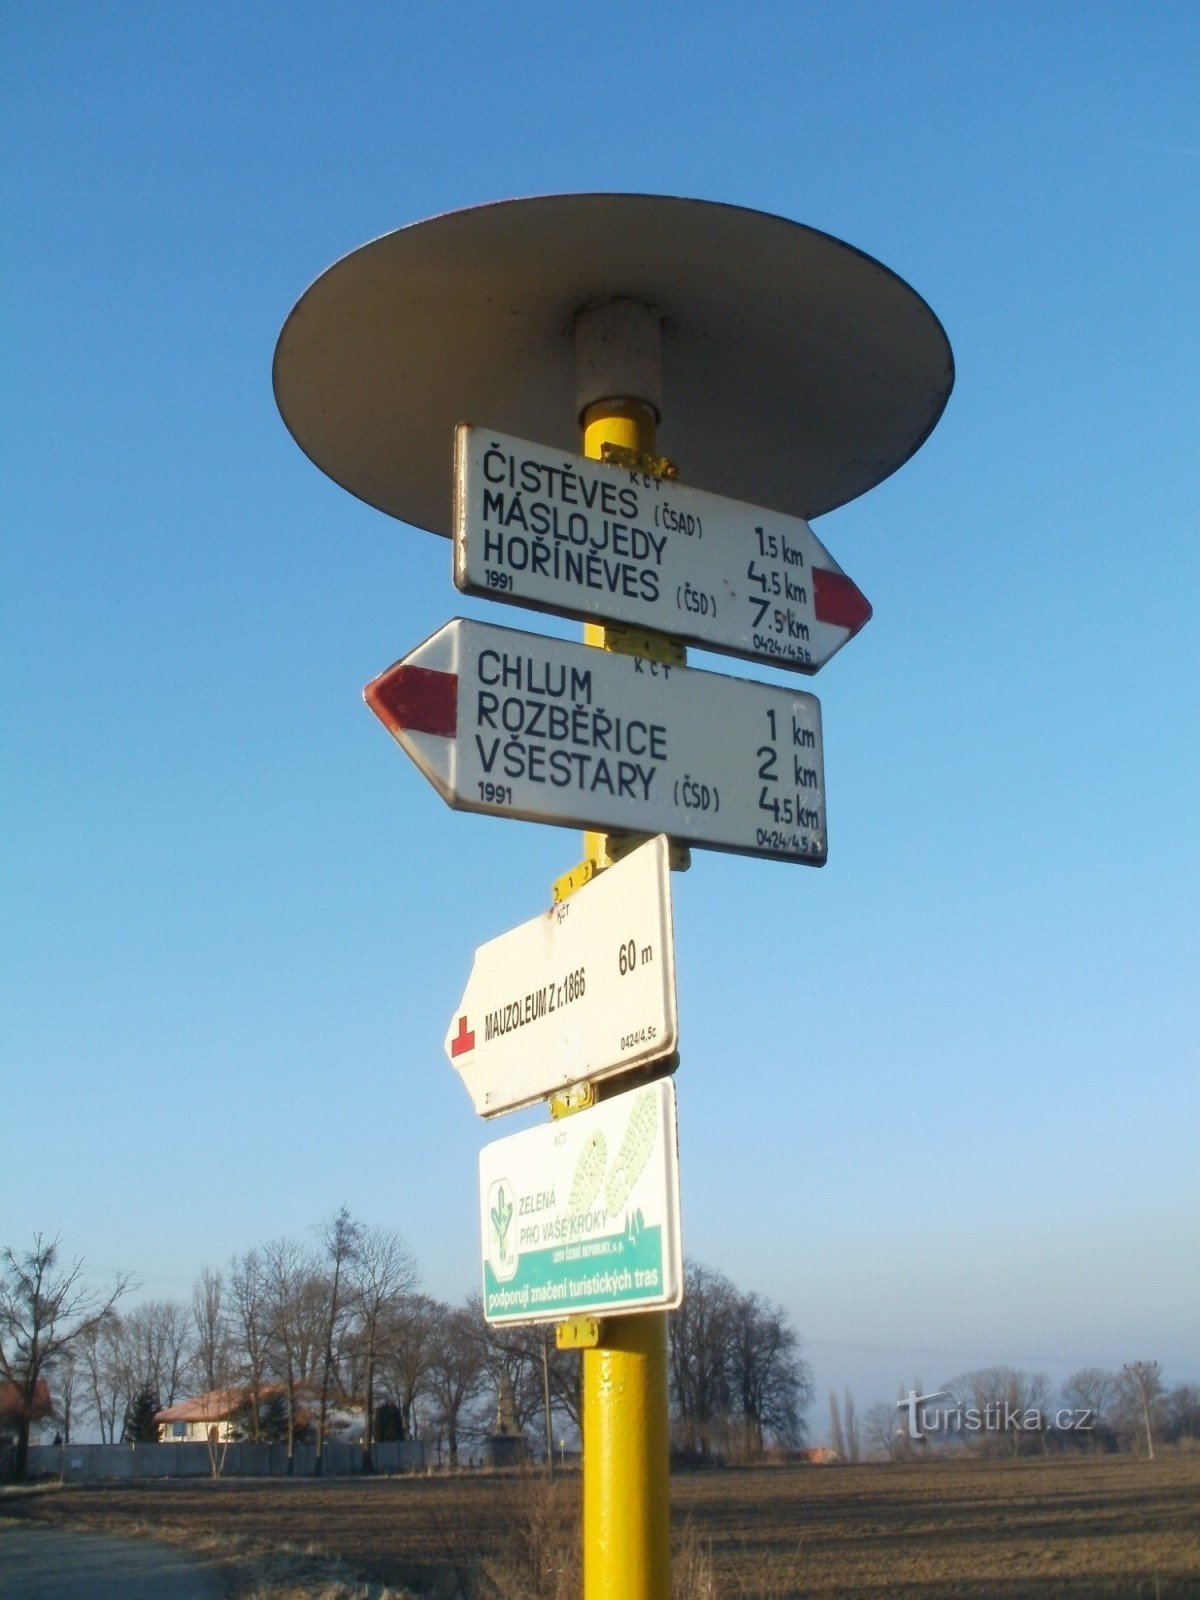 KČT
ČISTĚVES (ČSAD) 1.5 km
MÁSLOJEDY 4.5 km
HOŘÍNĚVES (ČSD) 7.5 km
1991 0424/4.5b
KČT
CHLUM 1 km
ROZBĚŘICE 2 km
VŠESTARY (ČSD) 4.5 km
1991 0424/4.5a
KČT
60 m
MAUZOLEUM Z r.1866
0424/4,5c
KČT
ZELENÁ
PRO VAŠE KROKY
LESY ČESKÉ REPUBLIKY, s. p.
podporují značení turistických tras
Turistika.cz